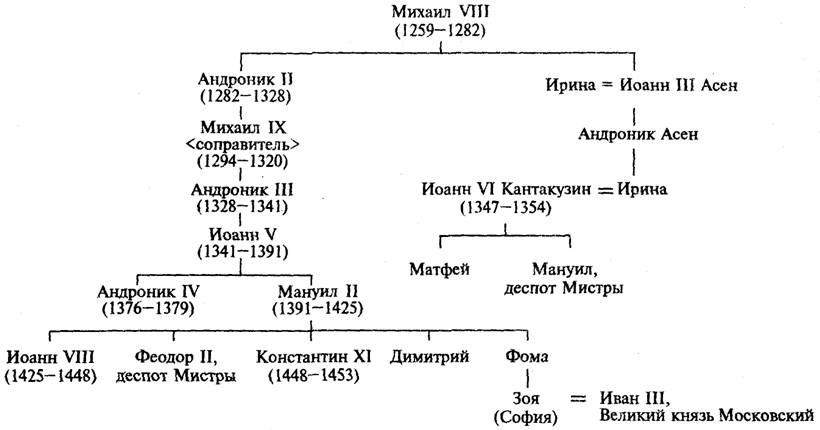 Михаил VIII
(1259—1282)
Андроник II
(1282—1328)
Ирина = Иоанн III Асен
Михаил IX
<соправитель>
(1294—1320)
Андроник Асен
Андроник III
(1328—1341)
Иоанн VI Кантакузин = Ирина
(1347—1354)
Иоанн V
(1341—1391)
Матфей
Мануил,
деспот Мистры
Андроник IV
(1376—1379)
Мануил II
(1391—1425)
Иоанн VIII
(1425—1448)
Феодор II,
деспот Мистры
Константин XI
(1448—1453)
Димитрий
Фома
Зоя
(София)
= Иван III,
Великий князь Московский